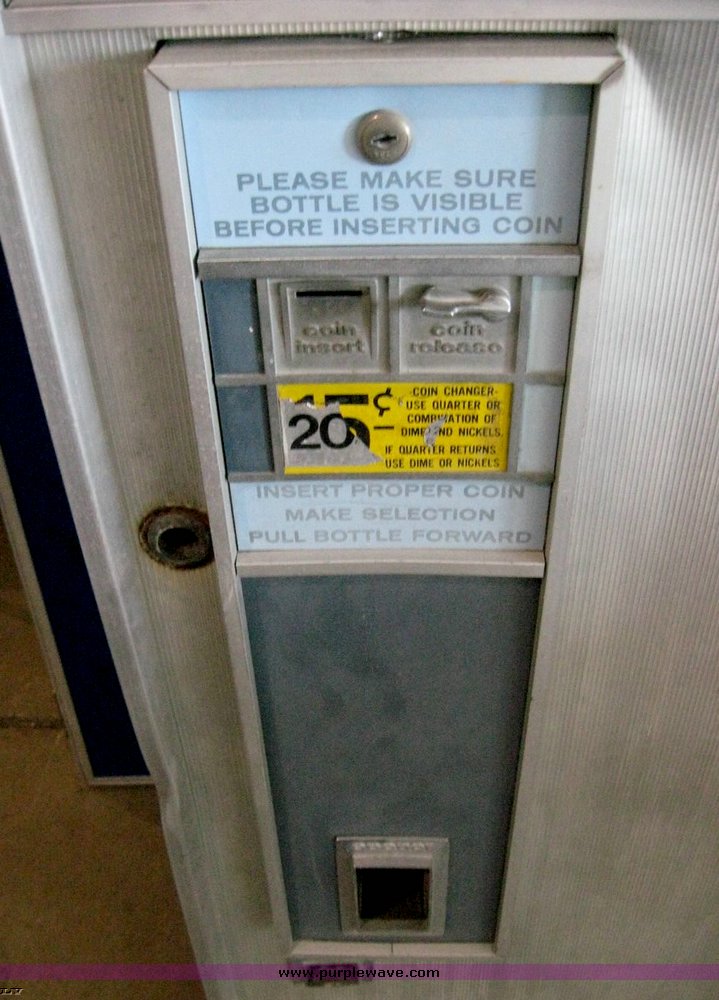 PLEASE MAKE SURE
BOTTLE IS VISIBLE
BEFORE INSERTING COIN
coin
insert
coin
release
15¢
20
-COIN CHANGER-
USE QUARTER OR
COMBINATION OF
DIME AND NICKELS.
IF QUARTER RETURNS
USE DIME OR NICKELS
INSERT PROPER COIN
MAKE SELECTION
PULL BOTTLE FORWARD
www.purplewave.com